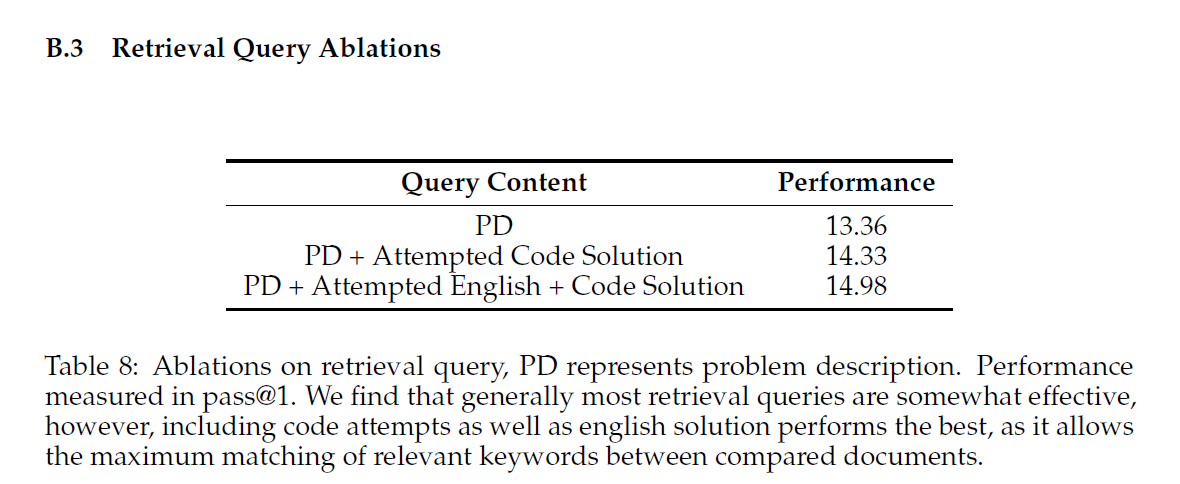 B.3 Retrieval Query Ablations
Query Content Performance
PD 13.36
PD + Attempted Code Solution 14.33
PD + Attempted English + Code Solution 14.98
Table 8: Ablations on retrieval query, PD represents problem description. Performance
measured in pass@1. We find that generally most retrieval queries are somewhat effective,
however, including code attempts as well as english solution performs the best, as it allows
the maximum matching of relevant keywords between compared documents.